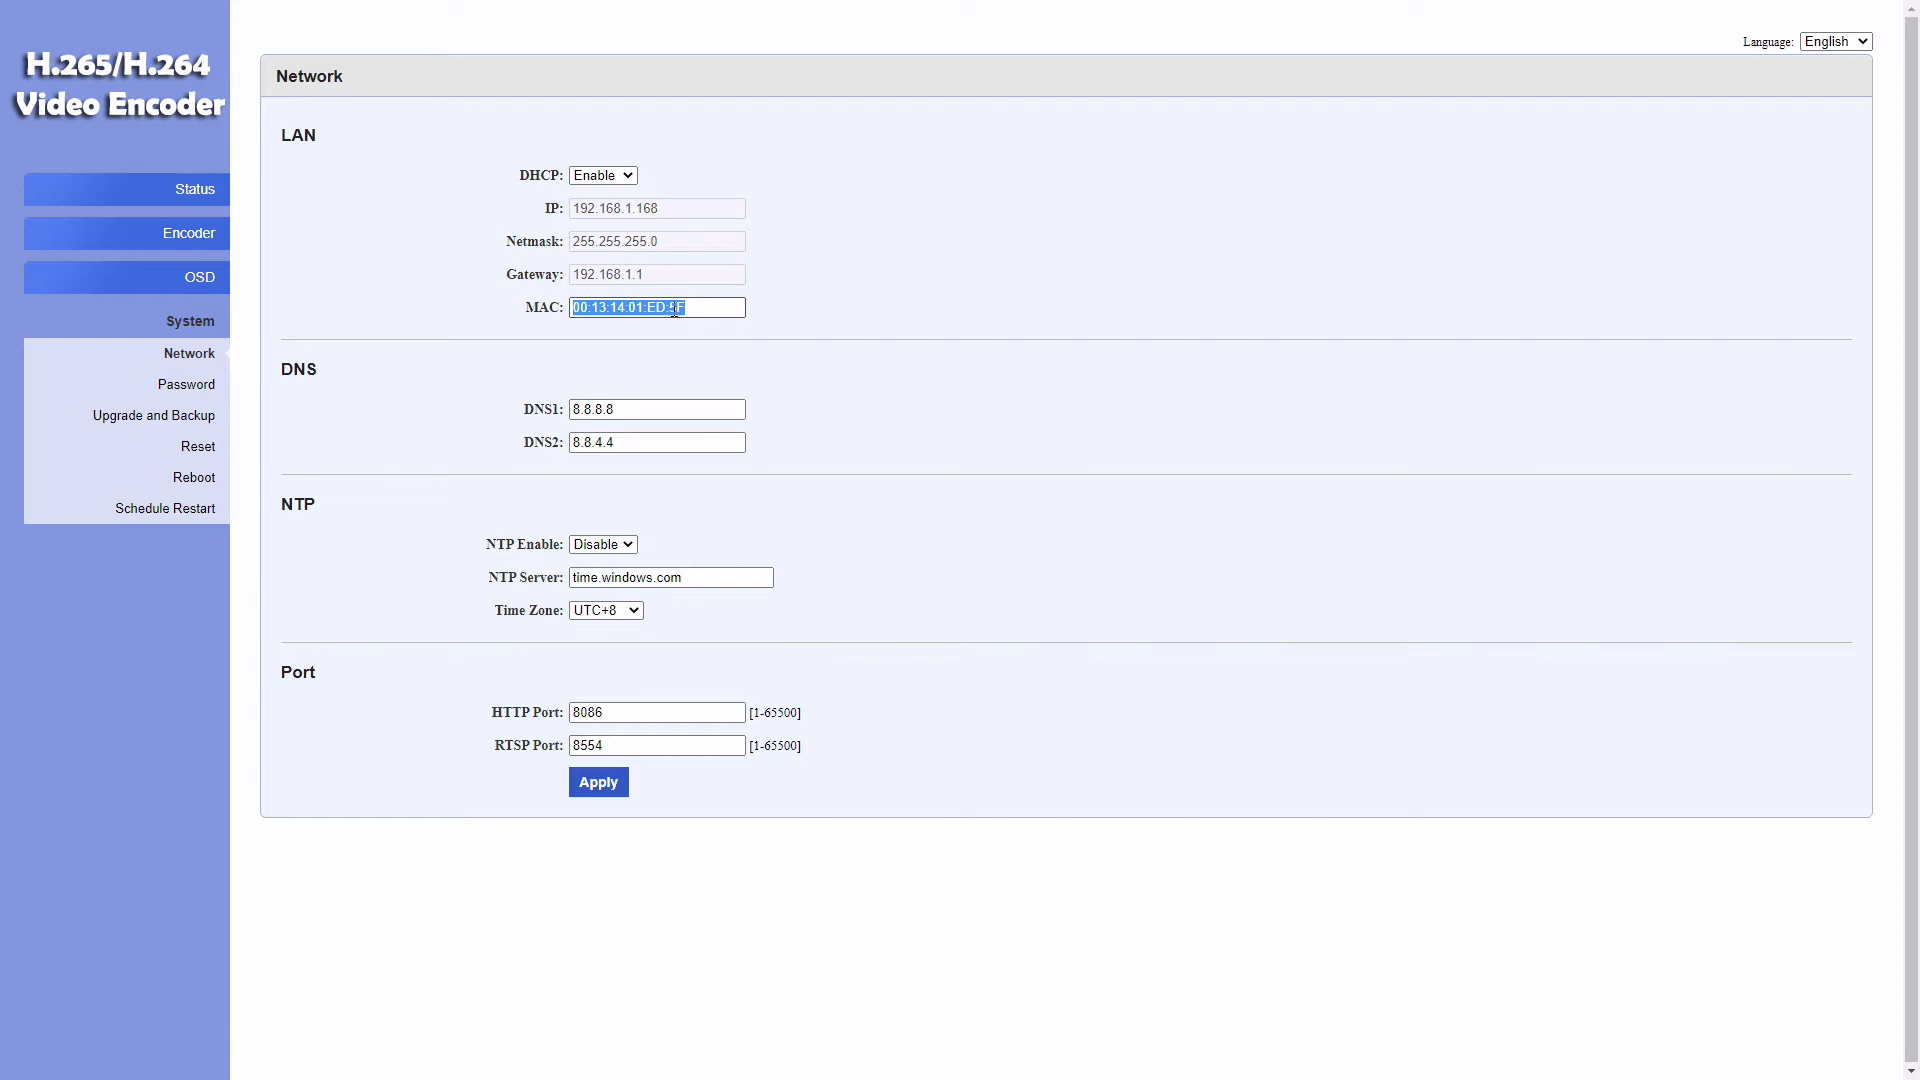 H.265/H.264
Video Encoder
Status
Encoder
OSD
System
Network
Password
Upgrade and Backup
Reset
Reboot
Schedule Restart
Language: English
Network
LAN
DHCP: Enable
IP: 192.168.1.168
Netmask: 255.255.255.0
Gateway: 192.168.1.1
MAC: 00:13:14:01:ED:5F
DNS
DNS1: 8.8.8.8
DNS2: 8.8.4.4
NTP
NTP Enable: Disable
NTP Server: time.windows.com
Time Zone: UTC+8
Port
HTTP Port: 8086 [1-65500]
RTSP Port: 8554 [1-65500]
Apply